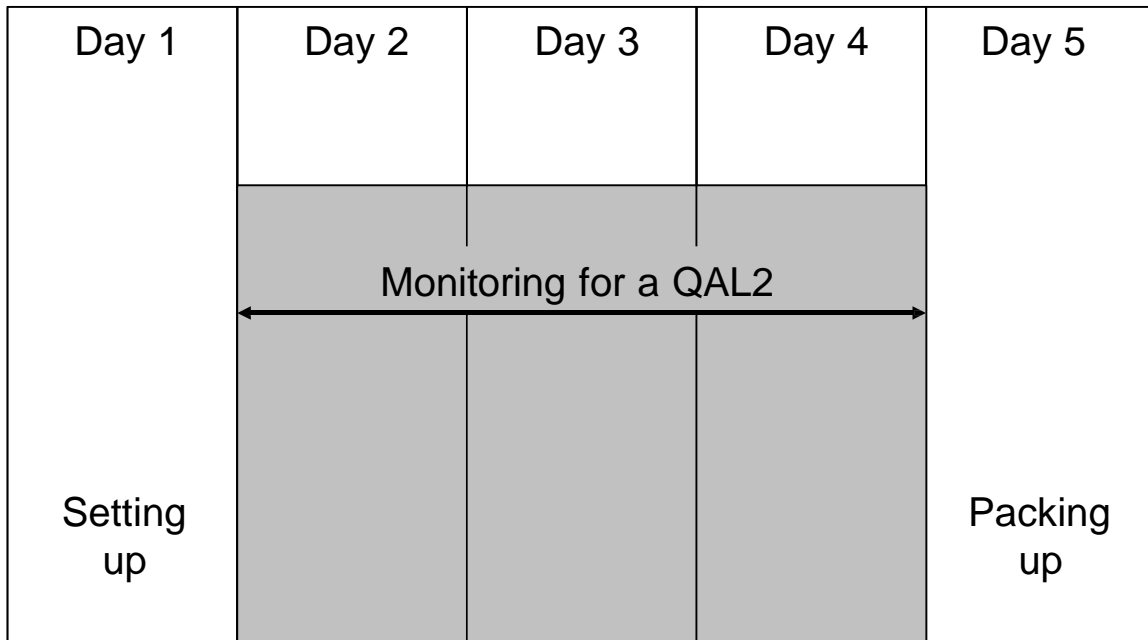 Day 1 Day 2 Day 3 Day 4 Day 5
Monitoring for a QAL2
Setting
up
Packing
up